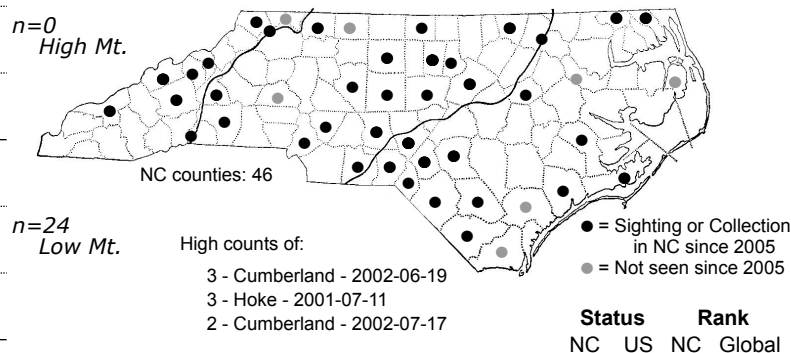 n=0
High Mt.
NC counties: 46
n=24
Low Mt.
High counts of:
3 - Cumberland - 2002-06-19
3 - Hoke - 2001-07-11
2 - Cumberland - 2002-07-17
= Sighting or Collection
in NC since 2005
= Not seen since 2005
Status Rank
NC US NC Global